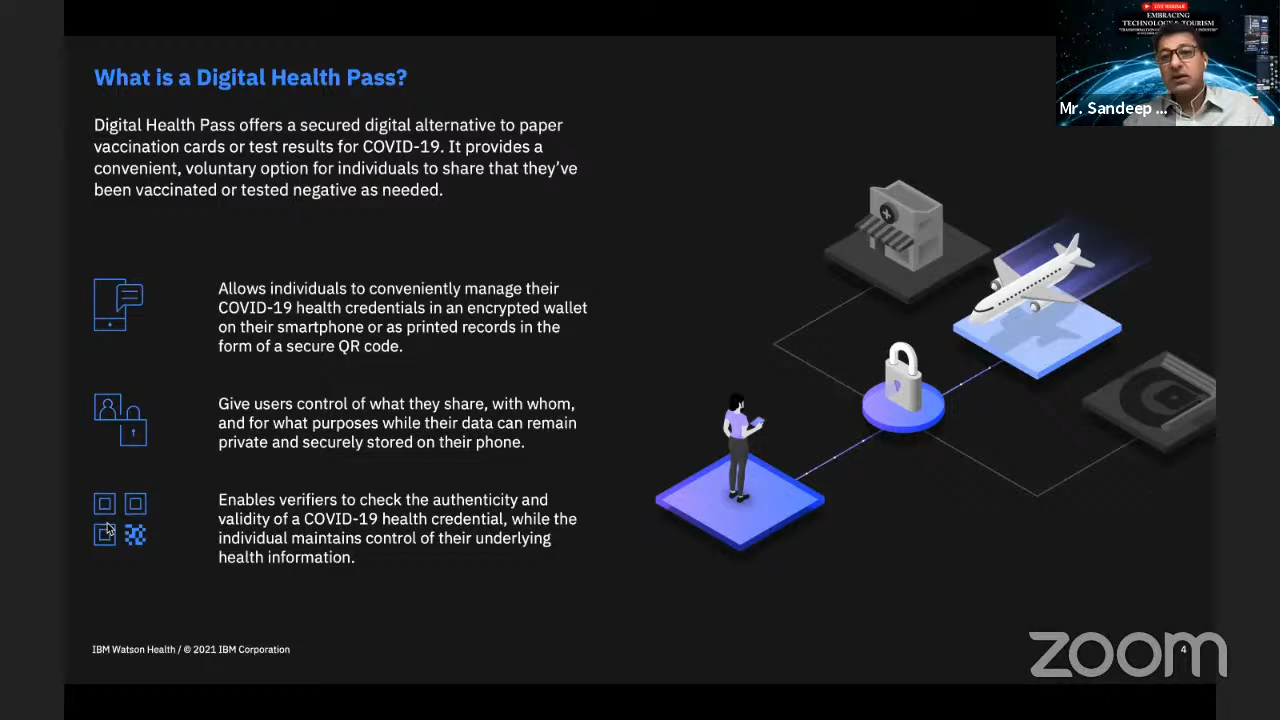 LIVE WEBINAR
EMBRACING
TECHNOLOGY & TOURISM
Mr. Sandeep ...
What is a Digital Health Pass?
Digital Health Pass offers a secured digital alternative to paper
vaccination cards or test results for COVID-19. It provides a
convenient, voluntary option for individuals to share that they've
been vaccinated or tested negative as needed.
Allows individuals to conveniently manage their
COVID-19 health credentials in an encrypted wallet
on their smartphone or as printed records in the
form of a secure QR code.
Give users control of what they share, with whom,
and for what purposes while their data can remain
private and securely stored on their phone.
Enables verifiers to check the authenticity and
validity of a COVID-19 health credential, while the
individual maintains control of their underlying
health information.
IBM Watson Health / © 2021 IBM Corporation
zoom
4